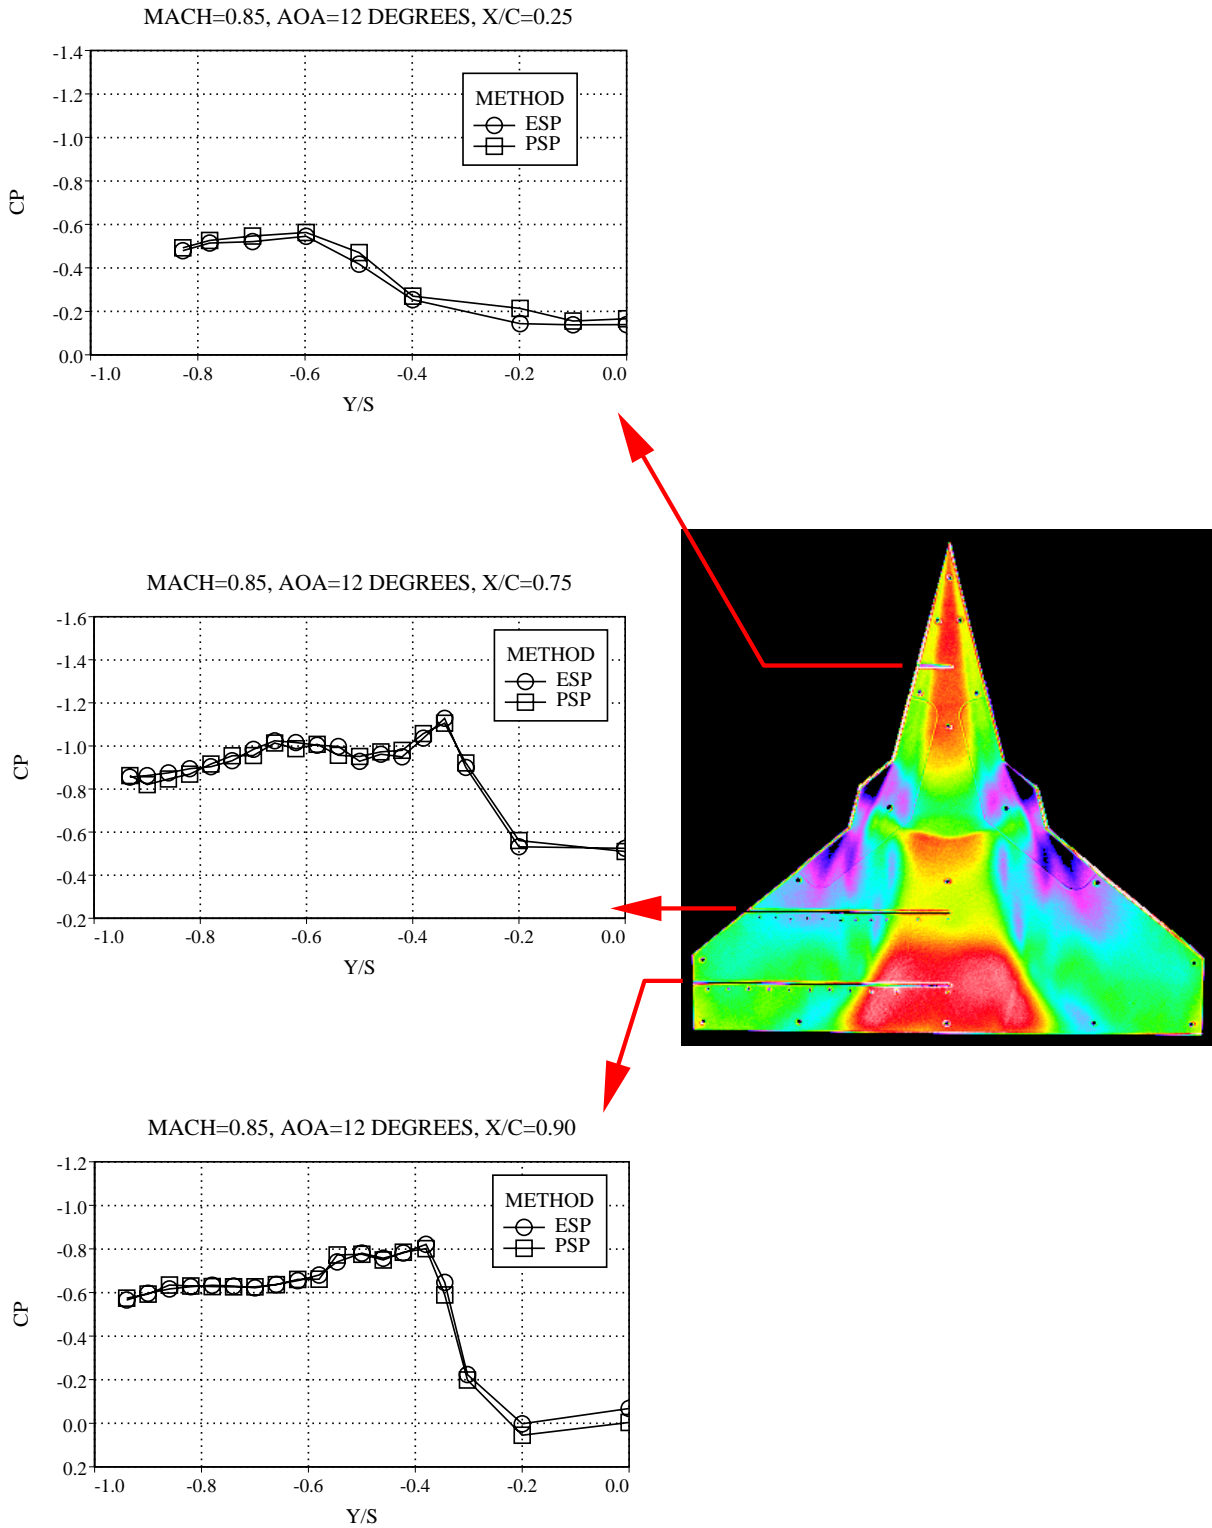 MACH=0.85, AOA=12 DEGREES, X/C=0.25
-1.4
-1.2
-1.0
-0.8
-0.6
-0.4
-0.2
0.0
CP
METHOD
ESP
PSP
-1.0 -0.8 -0.6 -0.4 -0.2 0.0
Y/S
MACH=0.85, AOA=12 DEGREES, X/C=0.75
-1.6
-1.4
-1.2
-1.0
-0.8
-0.6
-0.4
-0.2
CP
METHOD
ESP
PSP
-1.0 -0.8 -0.6 -0.4 -0.2 0.0
Y/S
MACH=0.85, AOA=12 DEGREES, X/C=0.90
-1.2
-1.0
-0.8
-0.6
-0.4
-0.2
0.0
0.2
CP
METHOD
ESP
PSP
-1.0 -0.8 -0.6 -0.4 -0.2 0.0
Y/S